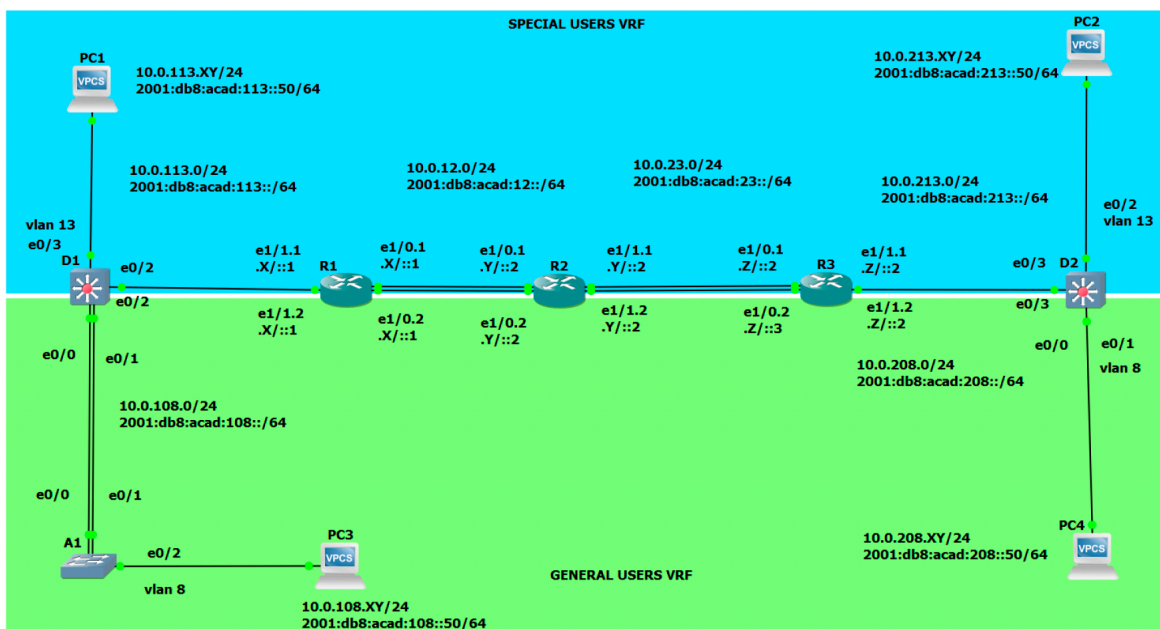 SPECIAL USERS VRF
PC1
VPCS
10.0.113.XY/24
2001:db8:acad:113::50/64
PC2
VPCS
10.0.213.XY/24
2001:db8:acad:213::50/64
10.0.113.0/24
2001:db8:acad:113::/64
10.0.12.0/24
2001:db8:acad:12::/64
10.0.23.0/24
2001:db8:acad:23::/64
10.0.213.0/24
2001:db8:acad:213::/64
e0/2
vlan 13
vlan 13
e0/3
D1
e0/2
e1/1.1
.X/::1
R1
e1/0.1
.X/::1
e1/0.1
.Y/::2
R2
e1/1.1
.Y/::2
e1/0.1
.Z/::2
R3
e1/1.1
.Z/::2
e0/3
D2
e0/2
e1/1.2
.X/::1
e1/0.2
.X/::1
e1/0.2
.Y/::2
e1/1.2
.Y/::2
e1/0.2
.Z/::3
e1/1.2
.Z/::2
e0/3
e0/0
e0/1
vlan 8
e0/0
e0/1
10.0.208.0/24
2001:db8:acad:208::/64
10.0.108.0/24
2001:db8:acad:108::/64
e0/0
e0/1
A1
e0/2
vlan 8
PC3
VPCS
10.0.108.XY/24
2001:db8:acad:108::50/64
PC4
VPCS
10.0.208.XY/24
2001:db8:acad:208::50/64
GENERAL USERS VRF